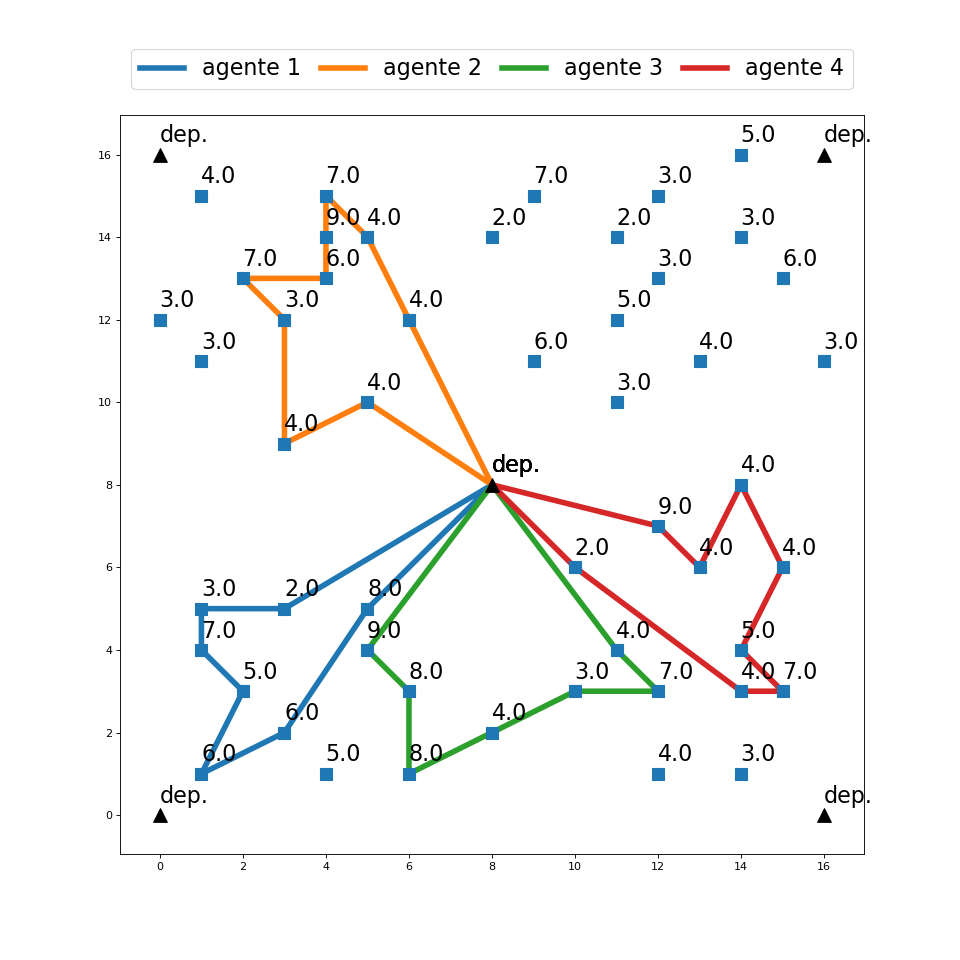 agente 1 agente 2 agente 3 agente 4
dep. 5.0 dep.
16
4.0 7.0 7.0 3.0
9.0 4.0 2.0 2.0 3.0
14
7.0 6.0 3.0 6.0
3.0 3.0 4.0 5.0
12
3.0 6.0 4.0 3.0
4.0 3.0
10
4.0
dep. 4.0
8
9.0
2.0 4.0 4.0
6
3.0 2.0 8.0
7.0 9.0 4.0 5.0
4
5.0 8.0 3.0 7.0 4.0 7.0
6.0 4.0
2
6.0 5.0 8.0 4.0 3.0
dep. dep.
0
0 2 4 6 8 10 12 14 16